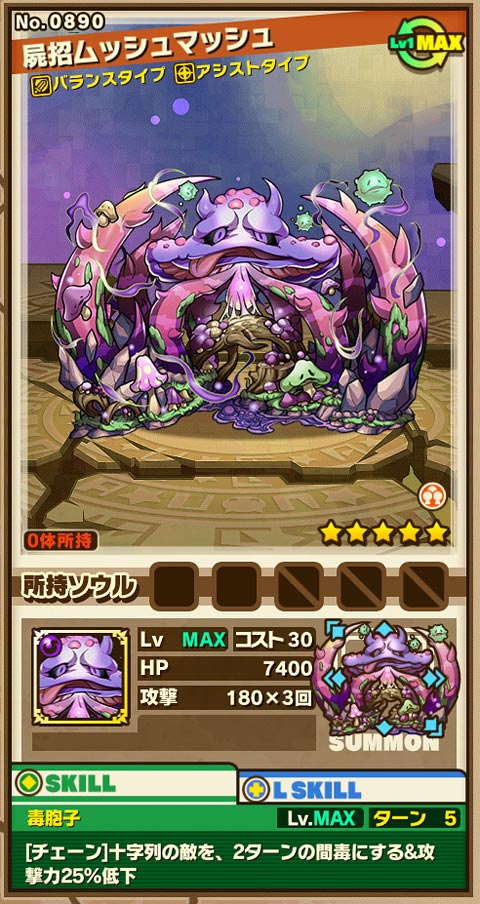 No.0890
屍招ムッシュマッシュ
Lv1 MAX
バランスタイプ アシストタイプ
0体所持
所持ソウル
Lv MAX コスト 30
HP 7400
攻撃 180×3回
SUMMON
SKILL
L SKILL
毒胞子 Lv.MAX ターン 5
[チェーン]十字列の敵を、2ターンの間毒にする&攻
撃力25%低下